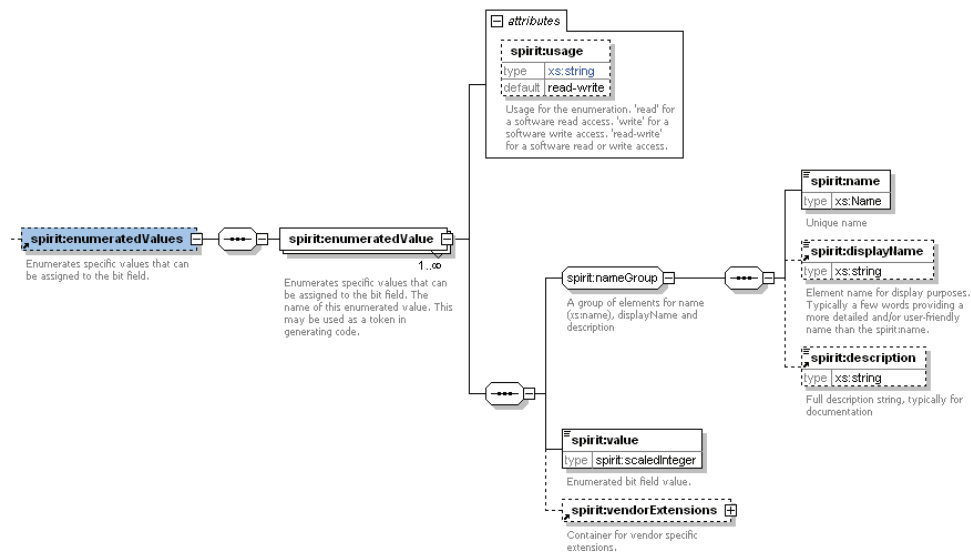 attributes
spirit:usage
type xs:string
default read-write
Usage for the enumeration. 'read' for
a software read access. 'write' for a
software write access. 'read-write'
for a software read or write access.
spirit:enumeratedValues
Enumerates specific values that can
be assigned to the bit field.
spirit:enumeratedValue
1..∞
Enumerates specific values that can
be assigned to the bit field. The
name of this enumerated value. This
may be used as a token in
generating code.
spirit:nameGroup
A group of elements for name
(xs:name), displayName and
description
spirit:name
type xs:Name
Unique name
spirit:displayName
type xs:string
Element name for display purposes.
Typically a few words providing a
more detailed and/or user-friendly
name than the spirit:name.
spirit:description
type xs:string
Full description string, typically for
documentation
spirit:value
type spirit:scaledInteger
Enumerated bit field value.
spirit:vendorExtensions
Container for vendor specific
extensions.